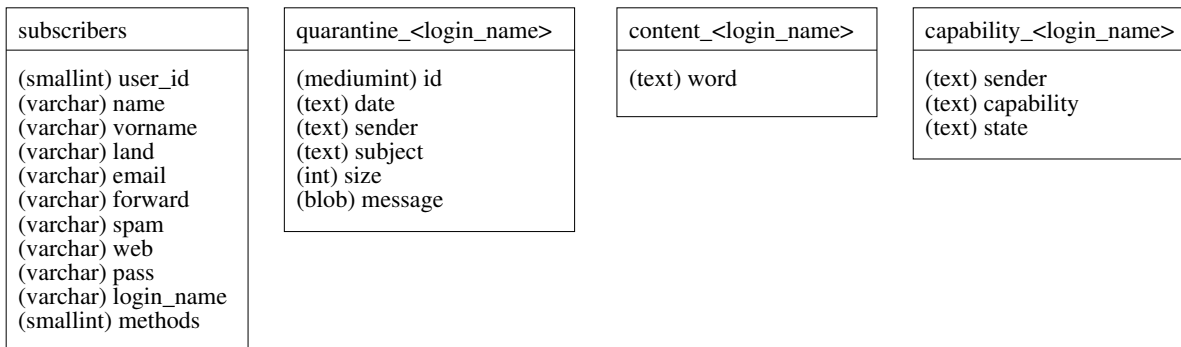 subscribers
(smallint) user_id
(varchar) name
(varchar) vorname
(varchar) land
(varchar) email
(varchar) forward
(varchar) spam
(varchar) web
(varchar) pass
(varchar) login_name
(smallint) methods
quarantine_<login_name>
(mediumint) id
(text) date
(text) sender
(text) subject
(int) size
(blob) message
content_<login_name>
(text) word
capability_<login_name>
(text) sender
(text) capability
(text) state